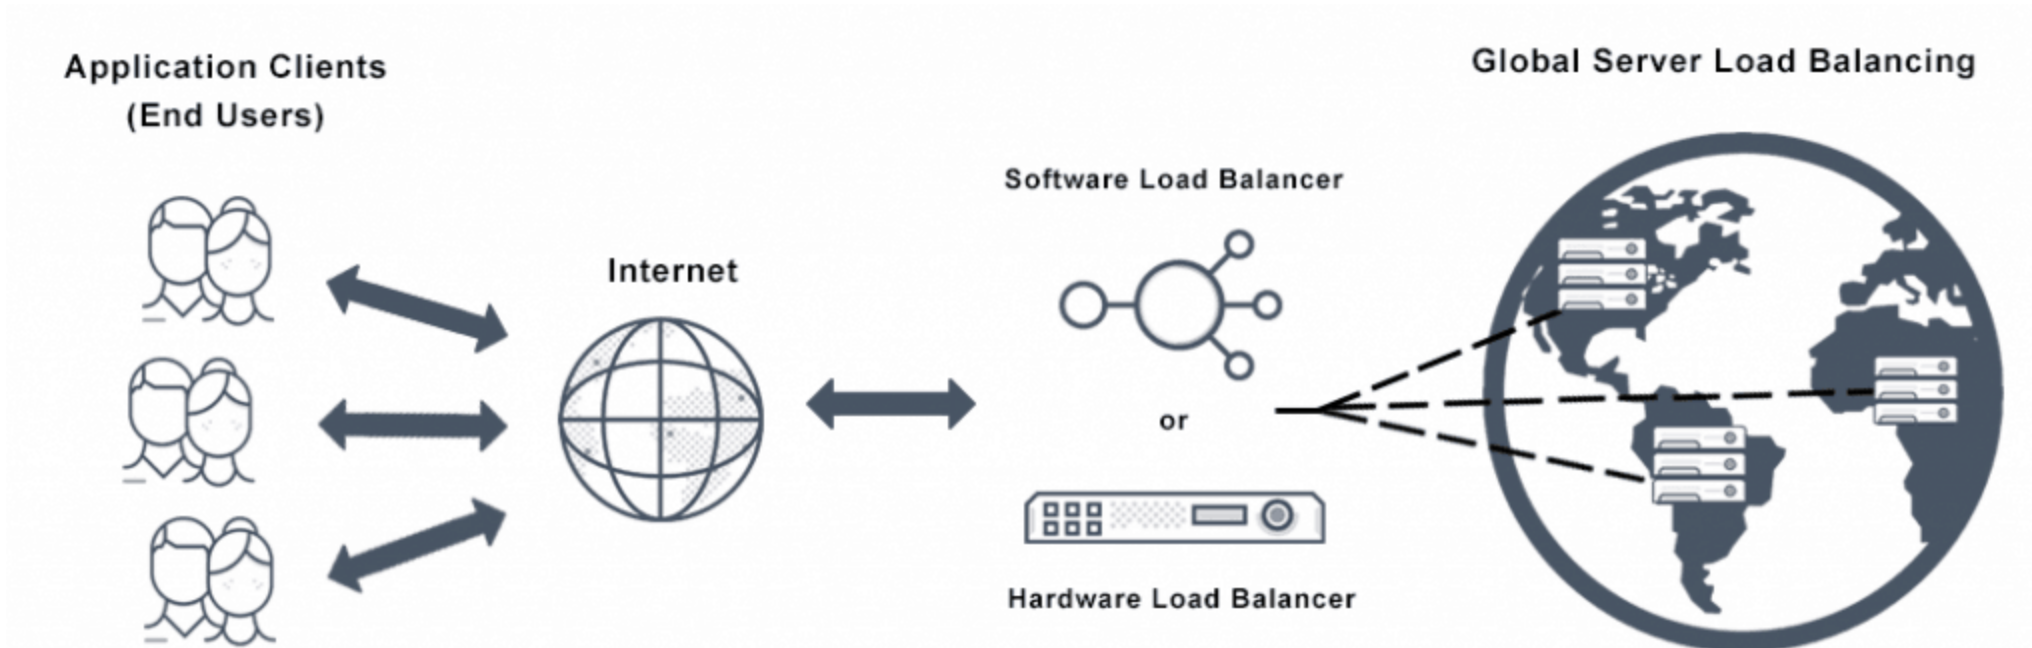 Application Clients
(End Users)
Internet
Software Load Balancer
or
Hardware Load Balancer
Global Server Load Balancing